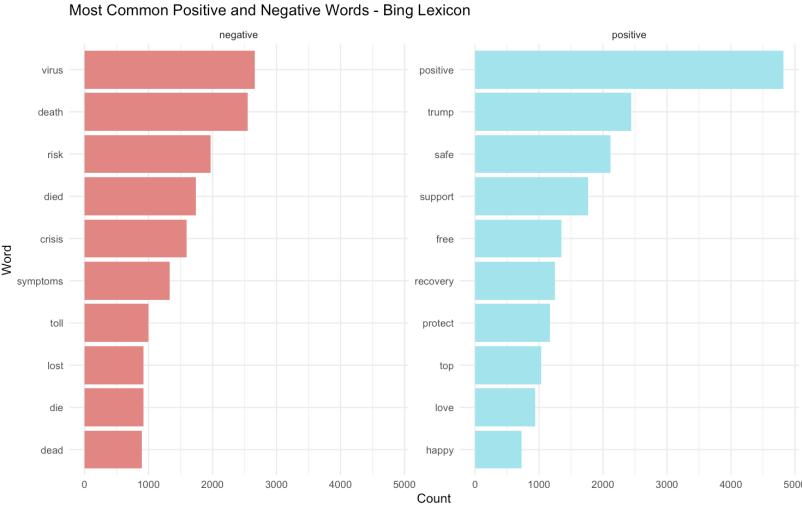 Most Common Positive and Negative Words - Bing Lexicon
negative
positive
Word
virus
death
risk
died
crisis
symptoms
toll
lost
die
dead
0 1000 2000 3000 4000 5000
positive
trump
safe
support
free
recovery
protect
top
love
happy
0 1000 2000 3000 4000 5000
Count